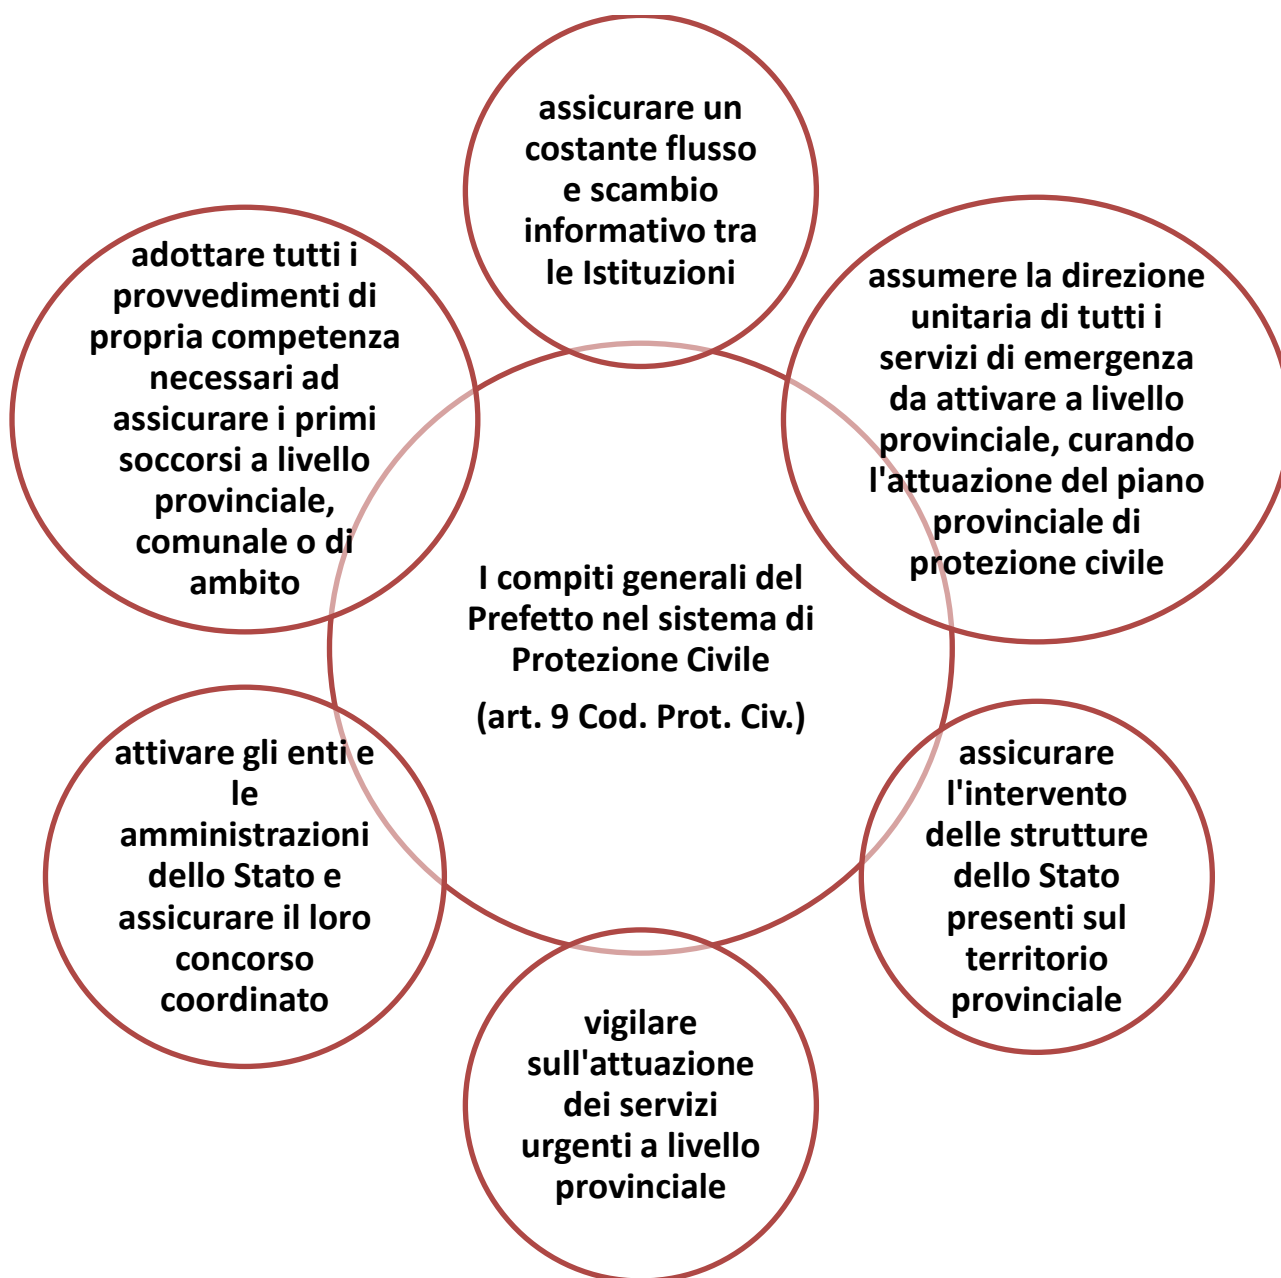 assicurare un
costante flusso
e scambio
informativo tra
le Istituzioni
assumere la direzione
unitaria di tutti i
servizi di emergenza
da attivare a livello
provinciale, curando
l'attuazione del piano
provinciale di
protezione civile
assicurare
l'intervento
delle strutture
dello Stato
presenti sul
territorio
provinciale
vigilare
sull'attuazione
dei servizi
urgenti a livello
provinciale
attivare gli enti e
le
amministrazioni
dello Stato e
assicurare il loro
concorso
coordinato
adottare tutti i
provvedimenti di
propria competenza
necessari ad
assicurare i primi
soccorsi a livello
provinciale,
comunale o di
ambito
I compiti generali del
Prefetto nel sistema di
Protezione Civile
(art. 9 Cod. Prot. Civ.)